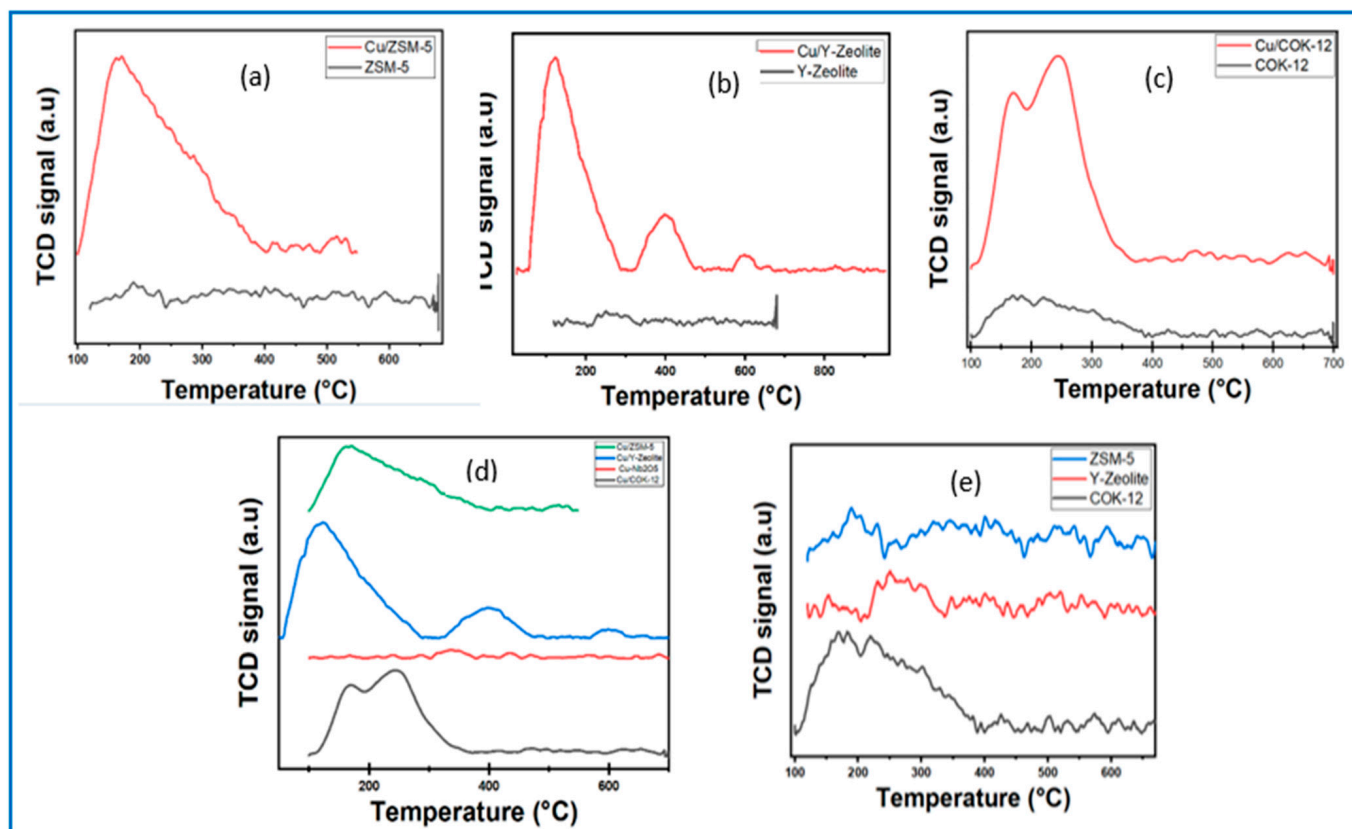 Cu/ZSM-5
ZSM-5
(a)
TCD signal (a.u)
100 200 300 400 500 600
Temperature (°C)
Cu/Y-Zeolite
Y-Zeolite
(b)
TCD signal (a.u)
200 400 600 800
Temperature (°C)
Cu/COK-12
COK-12
(c)
TCD signal (a.u)
100 200 300 400 500 600 700
Temperature (°C)
Cu/ZSM-5
Cu/Y-Zeolite
Cu-Nb2O5
Cu/COK-12
(d)
TCD signal (a.u)
200 400 600
Temperature (°C)
ZSM-5
Y-Zeolite
COK-12
(e)
TCD signal (a.u)
100 200 300 400 500 600
Temperature (°C)